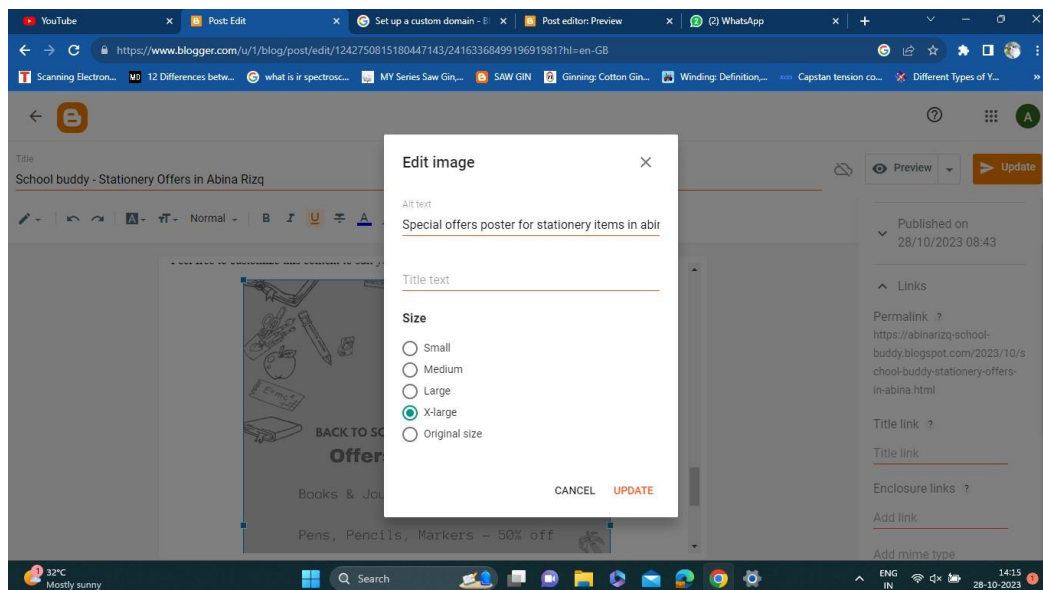 YouTube
Post: Edit
Set up a custom domain - Bl
Post editor: Preview
(2) WhatsApp
https://www.blogger.com/u/1/blog/post/edit/1242750815180447143/2416336849919691981?hl=en-GB
Scanning Electron...
12 Differences betw...
what is ir spectrosc...
MY Series Saw Gin,...
SAW GIN
Ginning: Cotton Gin...
Winding: Definition,...
Capstan tension co...
Different Types of Y...
»
A
Title
School buddy - Stationery Offers in Abina Rizq
Preview
Update
Normal
B I U A
Edit image
Alt text
Special offers poster for stationery items in abir
Title text
Size
Small
Medium
Large
X-large
Original size
CANCEL
UPDATE
E=mc²
BACK TO SC
Offer
Books & Jou
Pens, Pencils, Markers - 50% off
Published on
28/10/2023 08:43
Links
Permalink ?
https://abinarizq-school-
buddy.blogspot.com/2023/10/s
chool-buddy-stationery-offers-
in-abina.html
Title link ?
Title link
Enclosure links ?
Add link
Add mime type
32°C
Mostly sunny
Search
ENG
IN
14:15
28-10-2023